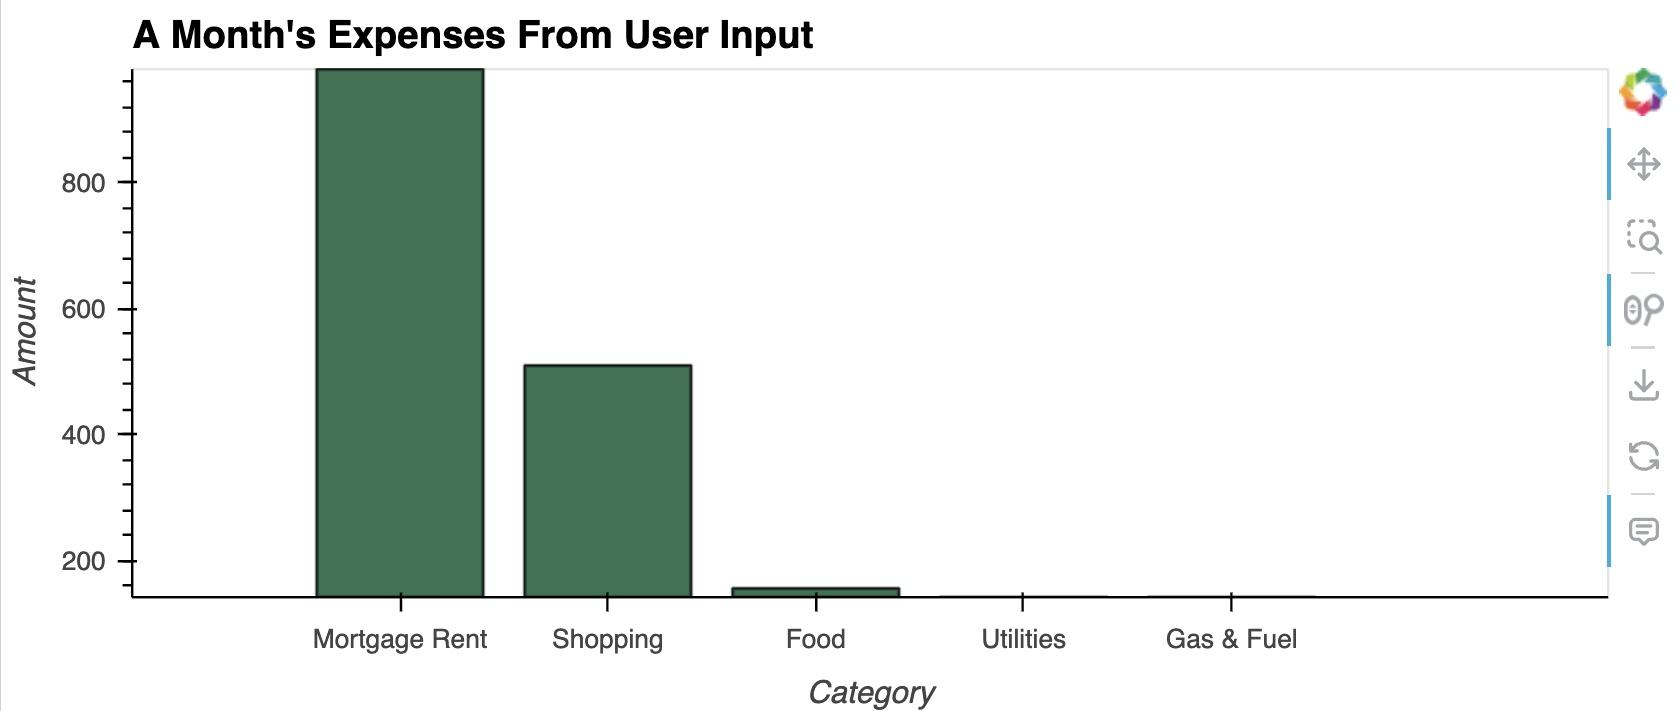 A Month's Expenses From User Input
800
600
400
200
Amount
Mortgage Rent
Shopping
Food
Utilities
Gas & Fuel
Category